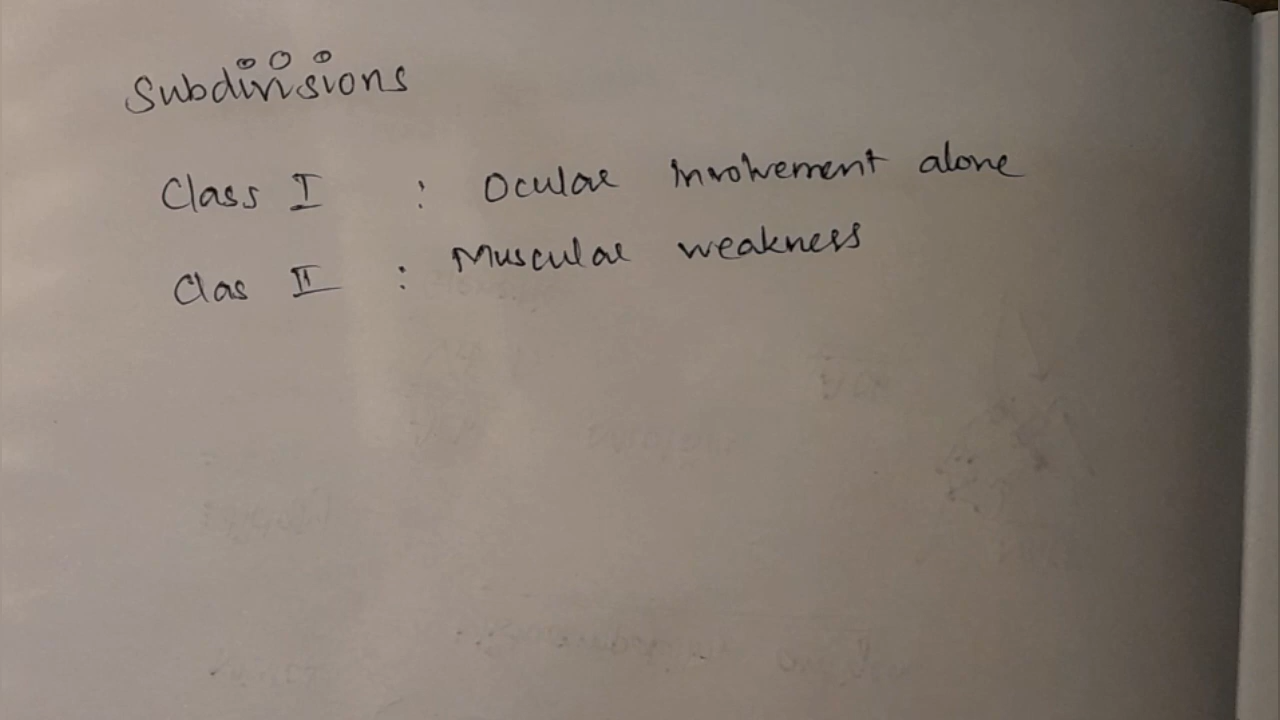 Subdivisions
Class I : Ocular involvement alone
Clas II : Muscular weakness